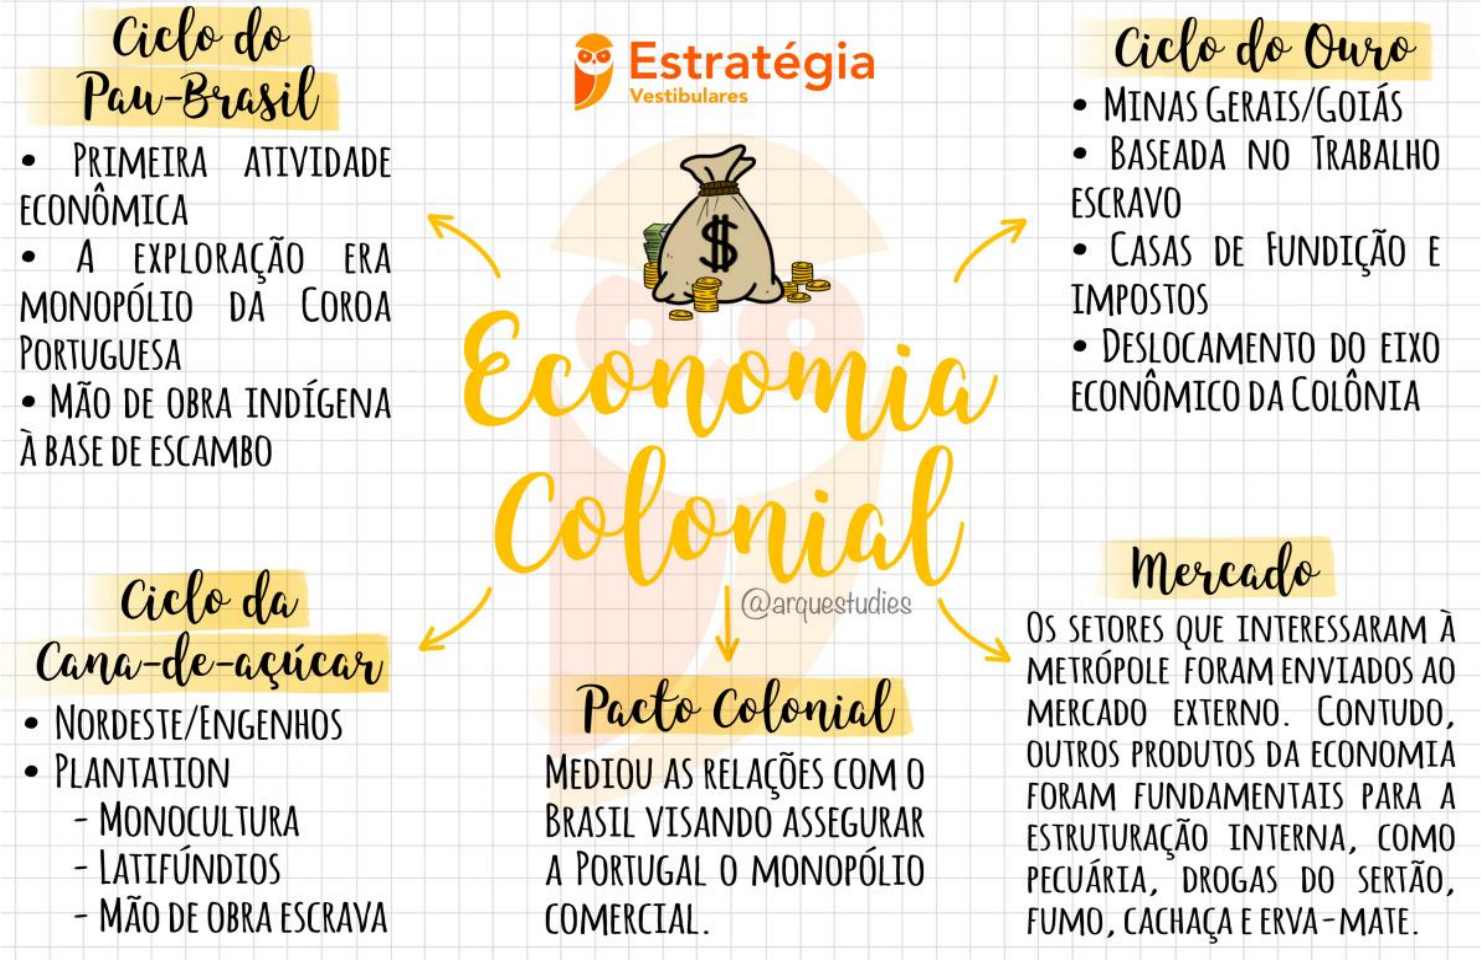 Ciclo do
Pau-Brasil
• PRIMEIRA ATIVIDADE
ECONÔMICA
• A EXPLORAÇÃO ERA
MONOPÓLIO DA COROA
PORTUGUESA
• MÃO DE OBRA INDÍGENA
À BASE DE ESCAMBO
Estratégia
Vestibulares
$
Economia
Colonial
@arquestudies
Ciclo do Ouro
• MINAS GERAIS/GOIÁS
• BASEADA NO TRABALHO
ESCRAVO
• CASAS DE FUNDIÇÃO E
IMPOSTOS
• DESLOCAMENTO DO EIXO
ECONÔMICO DA COLÔNIA
Ciclo da
Cana-de-açúcar
• NORDESTE/ENGENHOS
• PLANTATION
- MONOCULTURA
- LATIFÚNDIOS
- MÃO DE OBRA ESCRAVA
Pacto Colonial
MEDIOU AS RELAÇÕES COM O
BRASIL VISANDO ASSEGURAR
A PORTUGAL O MONOPÓLIO
COMERCIAL.
Mercado
OS SETORES QUE INTERESSARAM À
METRÓPOLE FORAM ENVIADOS AO
MERCADO EXTERNO. CONTUDO,
OUTROS PRODUTOS DA ECONOMIA
FORAM FUNDAMENTAIS PARA A
ESTRUTURAÇÃO INTERNA, COMO
PECUÁRIA, DROGAS DO SERTÃO,
FUMO, CACHAÇA E ERVA-MATE.